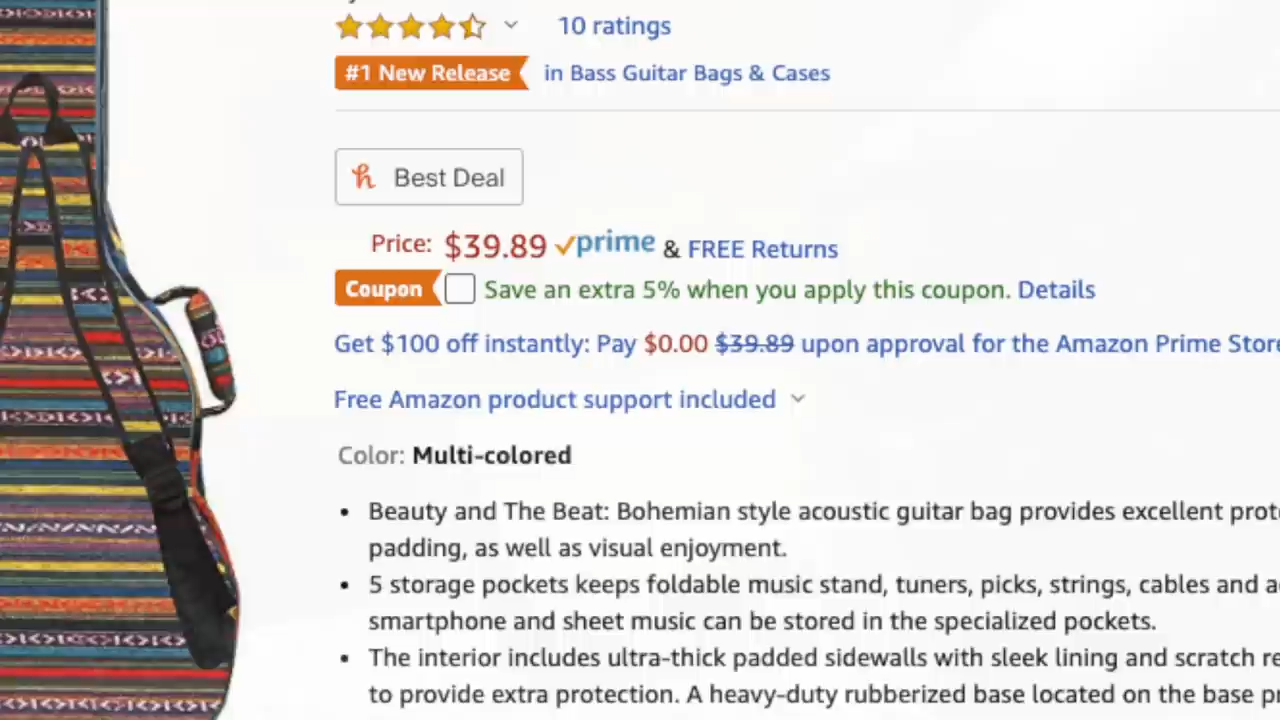 10 ratings
#1 New Release in Bass Guitar Bags & Cases
Best Deal
Price: $39.89 prime & FREE Returns
Coupon Save an extra 5% when you apply this coupon. Details
Get $100 off instantly: Pay $0.00 $39.89 upon approval for the Amazon Prime Store
Free Amazon product support included
Color: Multi-colored
• Beauty and The Beat: Bohemian style acoustic guitar bag provides excellent
padding, as well as visual enjoyment.
• 5 storage pockets keeps foldable music stand, tuners, picks, strings, cables and
smartphone and sheet music can be stored in the specialized pockets.
• The interior includes ultra-thick padded sidewalls with sleek lining and scratch
to provide extra protection. A heavy-duty rubberized base located on the base